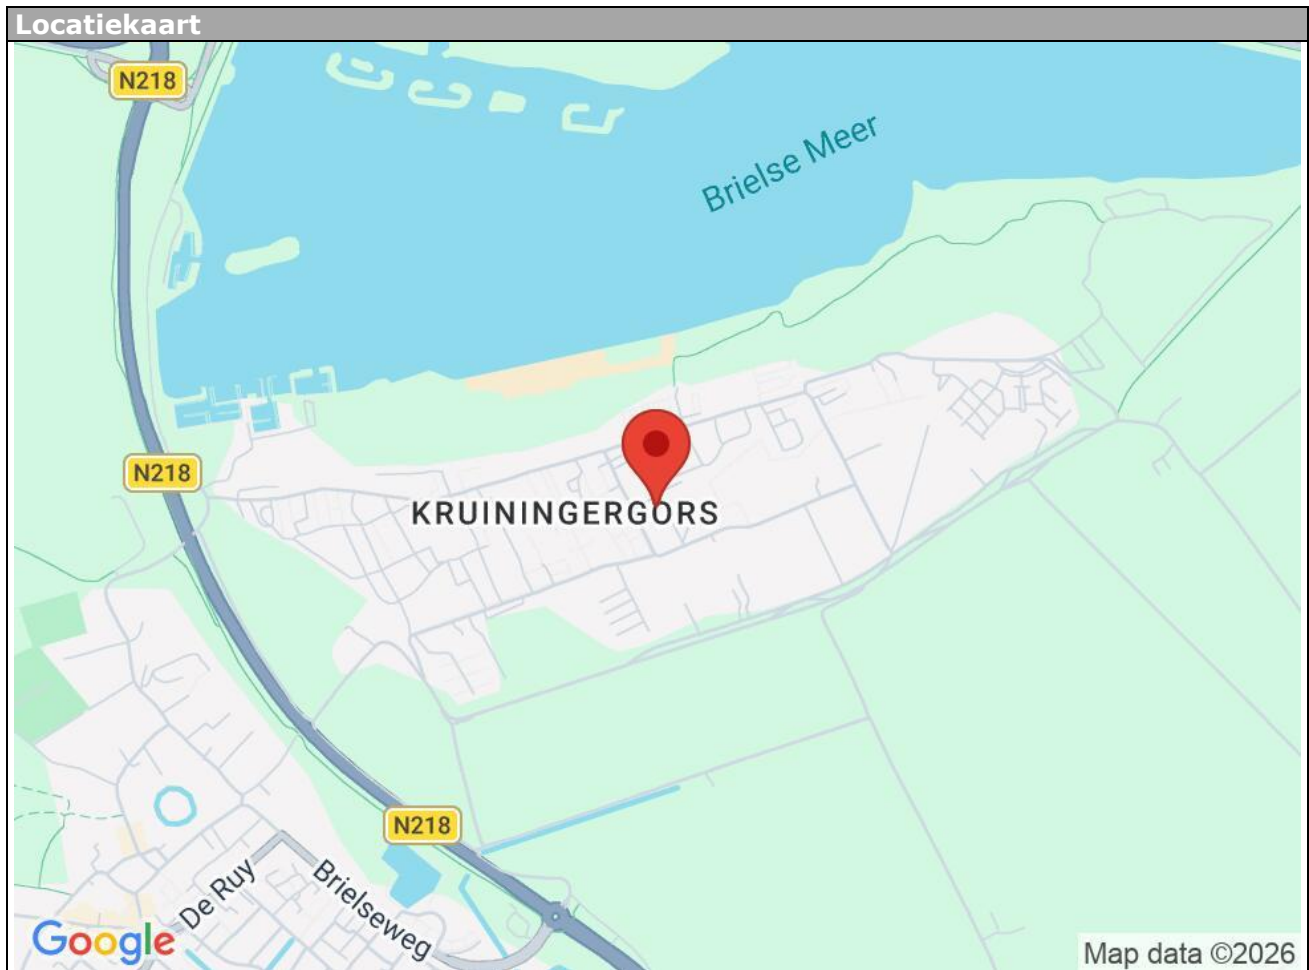 Locatiekaart
N218
Brielse Meer
N218
KRUININGERGORS
N218
De Ruy
Brielseweg
Google
Map data ©2026